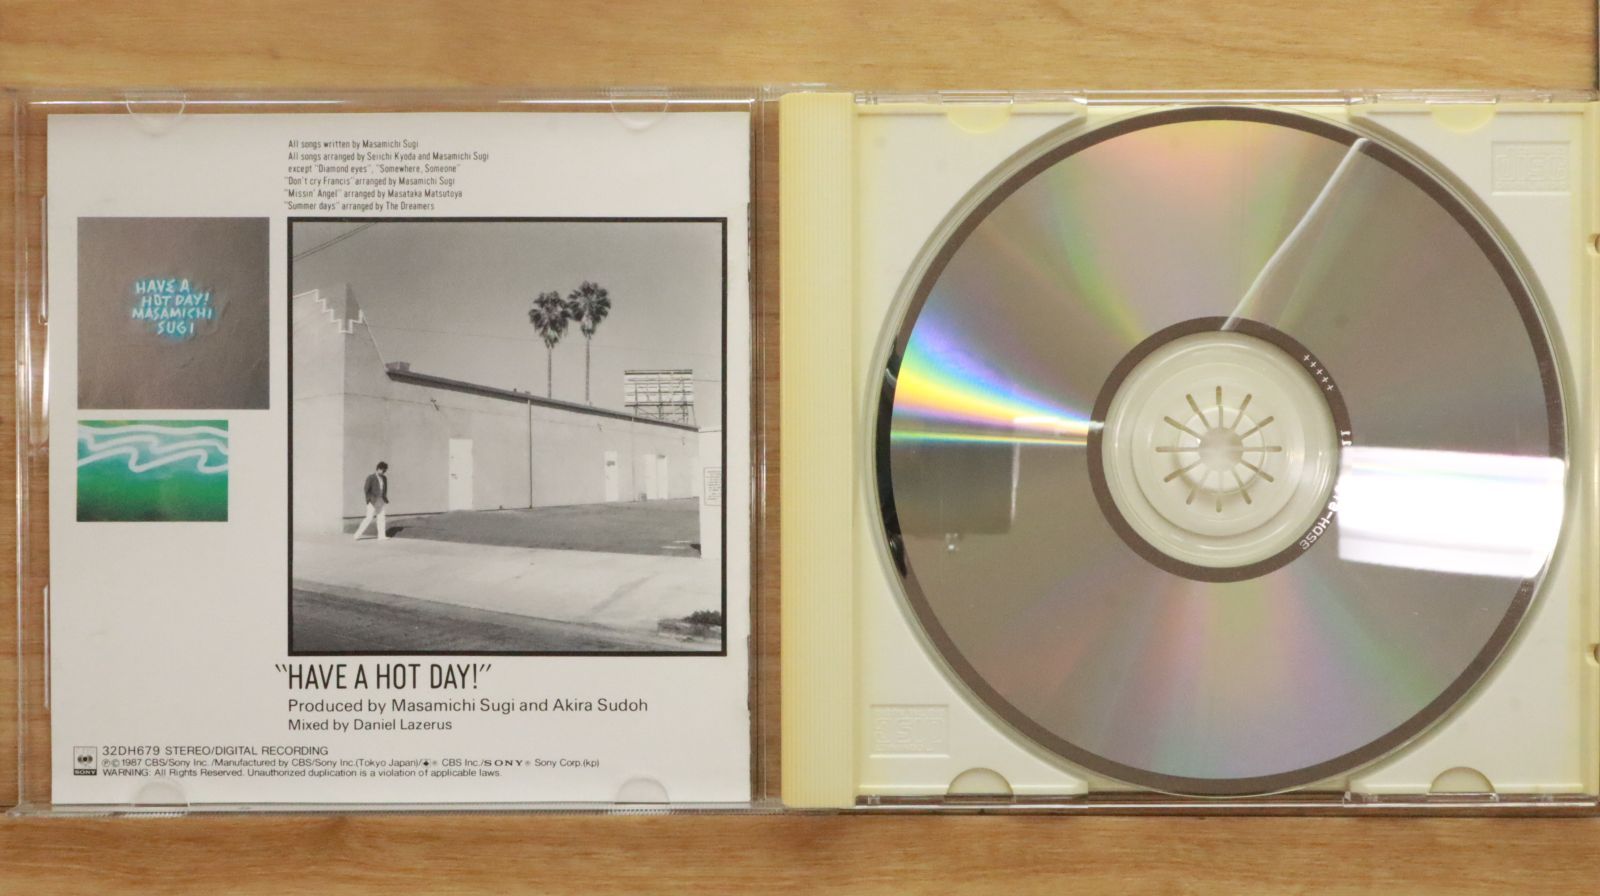 All songs written by Masamichi Sugi
All songs arranged by Seiichi Kyoda and Masamichi Sugi
except "Diamond eyes", "Somewhere, Someone"
"Don't cry Francis" arranged by Masamichi Sugi
"Missin' Angel" arranged by Masataka Matsutoya
"Summer days" arranged by The Dreamers
HAVE A
HOT DAY!
MASAMICHI
SUGI
"HAVE A HOT DAY!"
Produced by Masamichi Sugi and Akira Sudoh
Mixed by Daniel Lazerus
32DH679 STEREO/DIGITAL RECORDING
SONY
℗©1987 CBS/Sony Inc. /Manufactured by CBS/Sony Inc.(Tokyo Japan)/® CBS Inc./SONY® Sony Corp.(kp)
WARNING: All Rights Reserved. Unauthorized duplication is a violation of applicable laws.
+++++